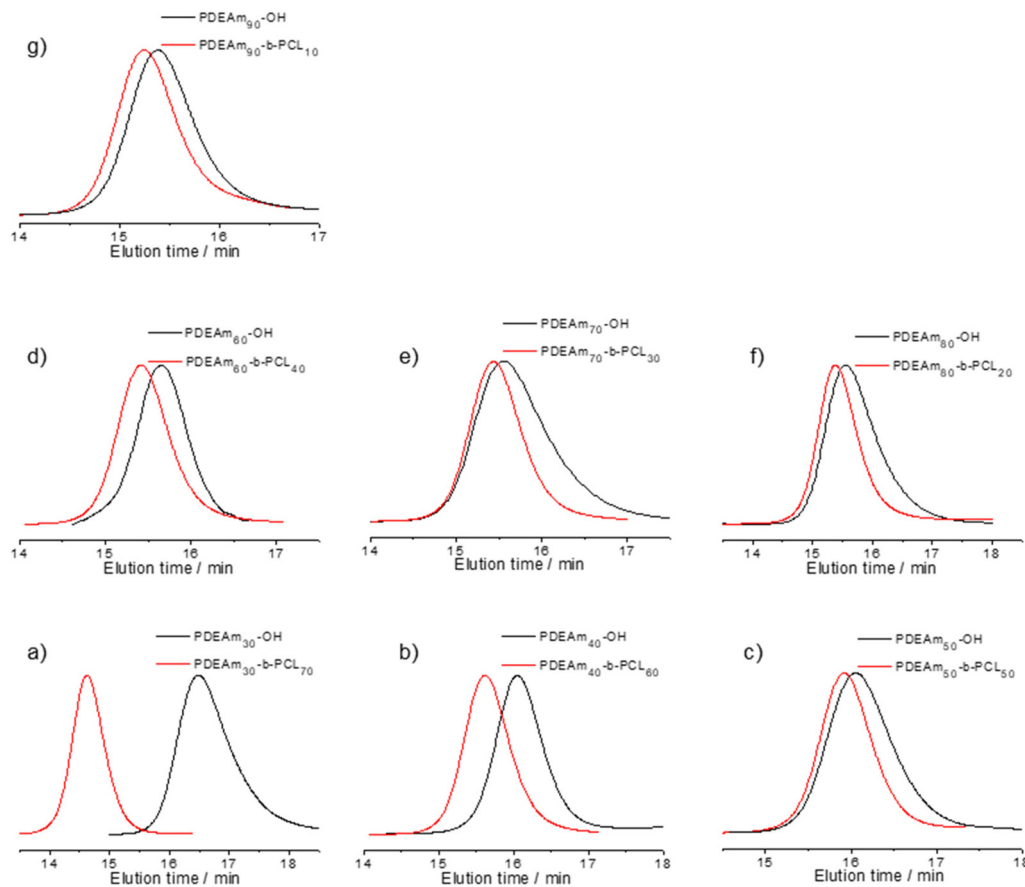 g)
PDEAm90-OH
PDEAm90-b-PCL10
14 15 16 17
Elution time / min
d)
PDEAm60-OH
PDEAm60-b-PCL40
14 15 16 17
Elution time / min
e)
PDEAm70-OH
PDEAm70-b-PCL30
14 15 16 17
Elution time / min
f)
PDEAm80-OH
PDEAm80-b-PCL20
14 15 16 17 18
Elution time / min
a)
PDEAm30-OH
PDEAm30-b-PCL70
14 15 16 17 18
Elution time / min
b)
PDEAm40-OH
PDEAm40-b-PCL60
14 15 16 17 18
Elution time / min
c)
PDEAm50-OH
PDEAm50-b-PCL50
15 16 17 18
Elution time / min